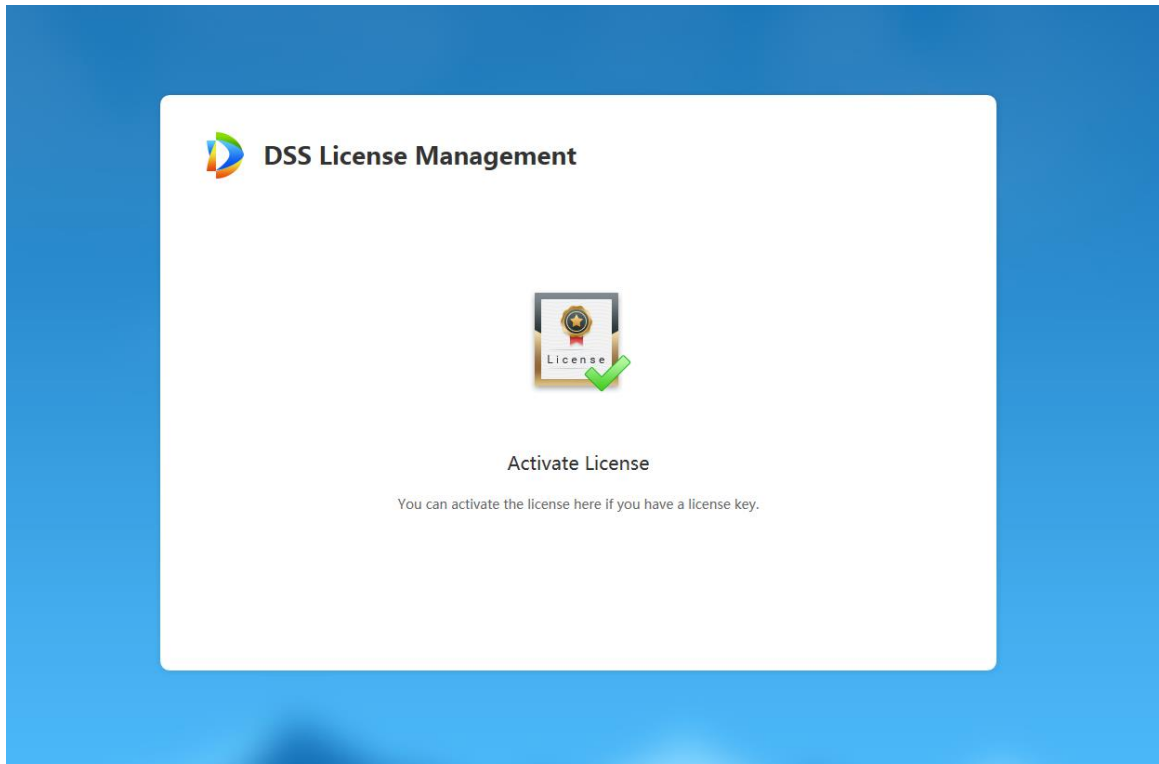 DSS License Management
License
Activate License
You can activate the license here if you have a license key.